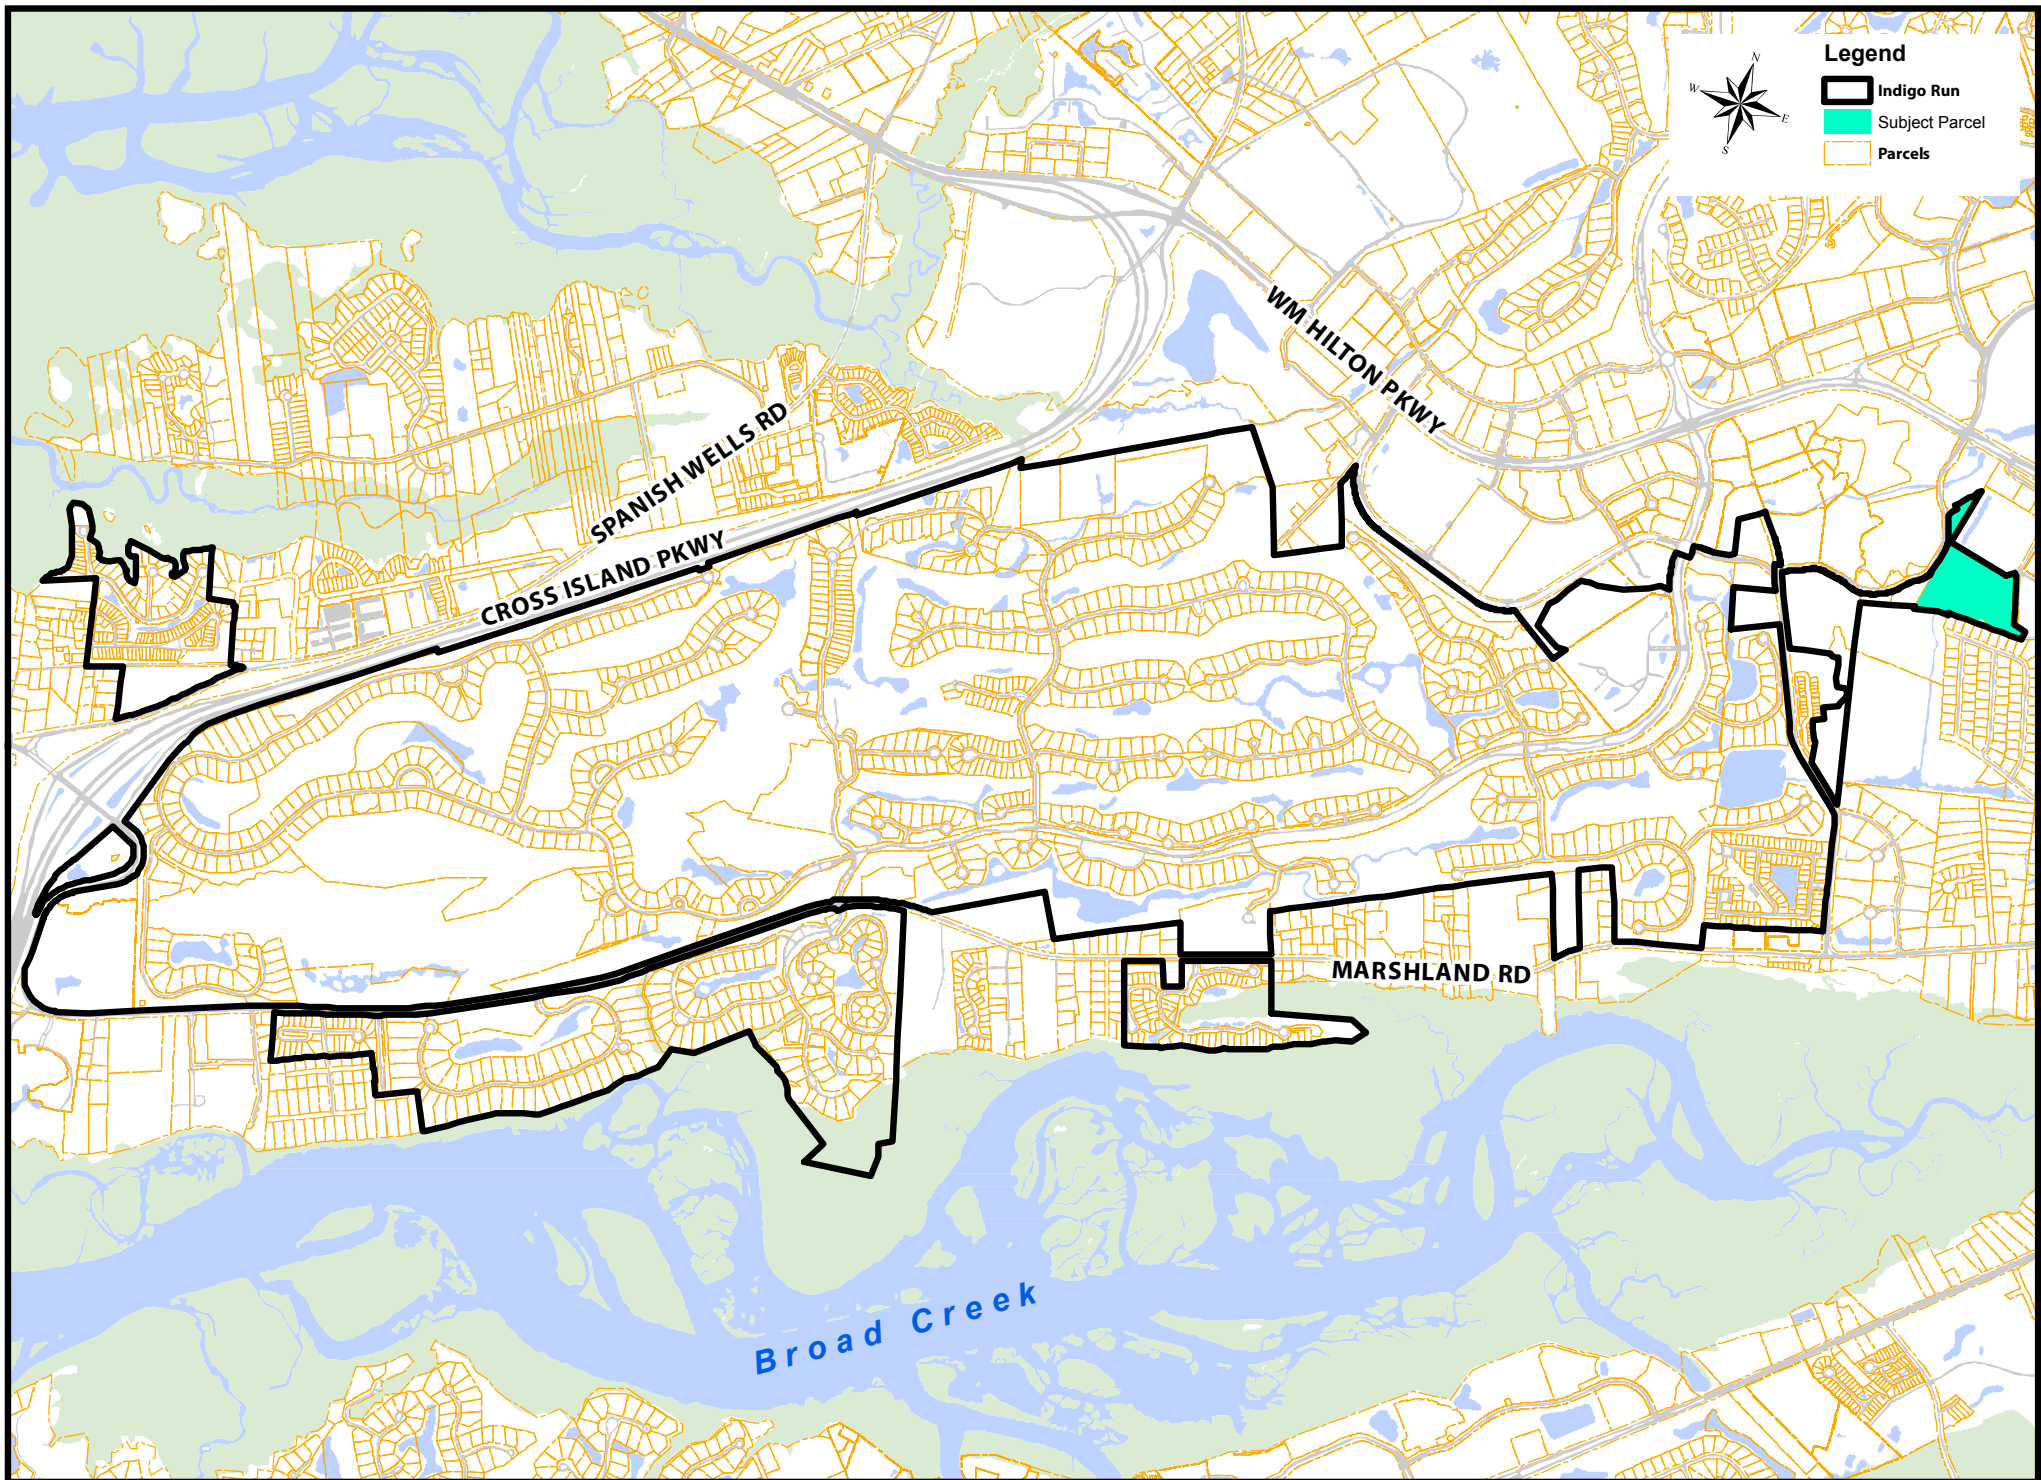 Legend
N
W
E
S
Indigo Run
Subject Parcel
Parcels
WM HILTON PKWY
SPANISH WELLS RD
CROSS ISLAND PKWY
MARSHLAND RD
Broad Creek